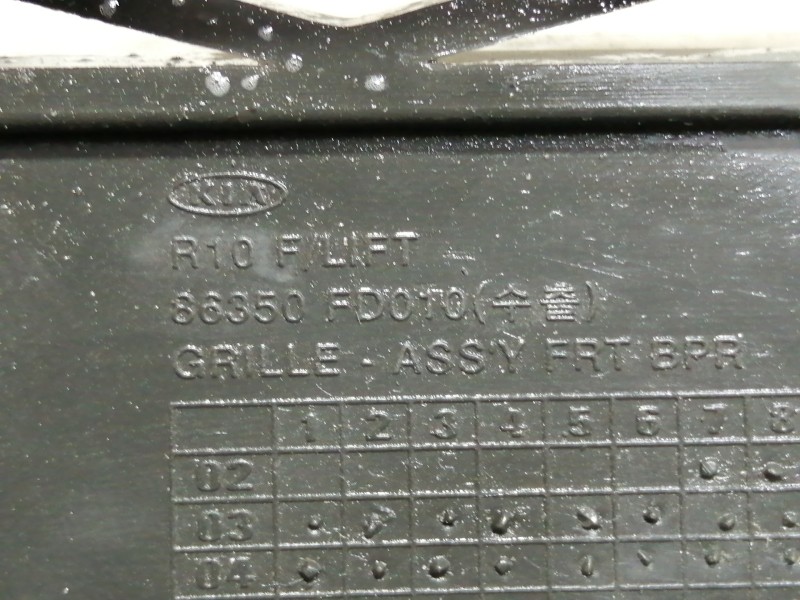 KIA
R10 F/LIFT
86350 FD010(수출)
GRILLE - ASS'Y FRT BPR
1 2 3 4 5 6 7 8
02
03
04